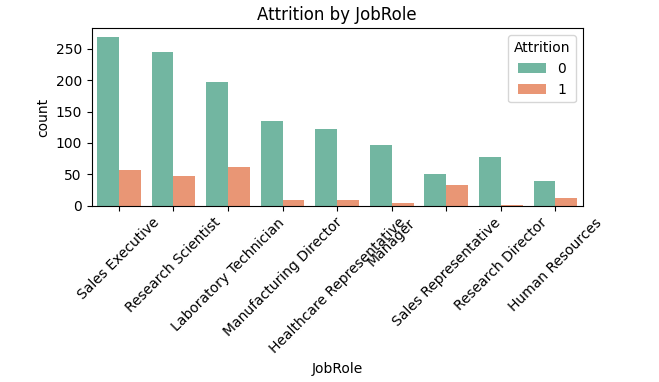 Attrition by JobRole
Attrition
0
1
count
250
200
150
100
50
0
Sales Executive
Research Scientist
Laboratory Technician
Manufacturing Director
Healthcare Representative
Manager
Sales Representative
Research Director
Human Resources
JobRole